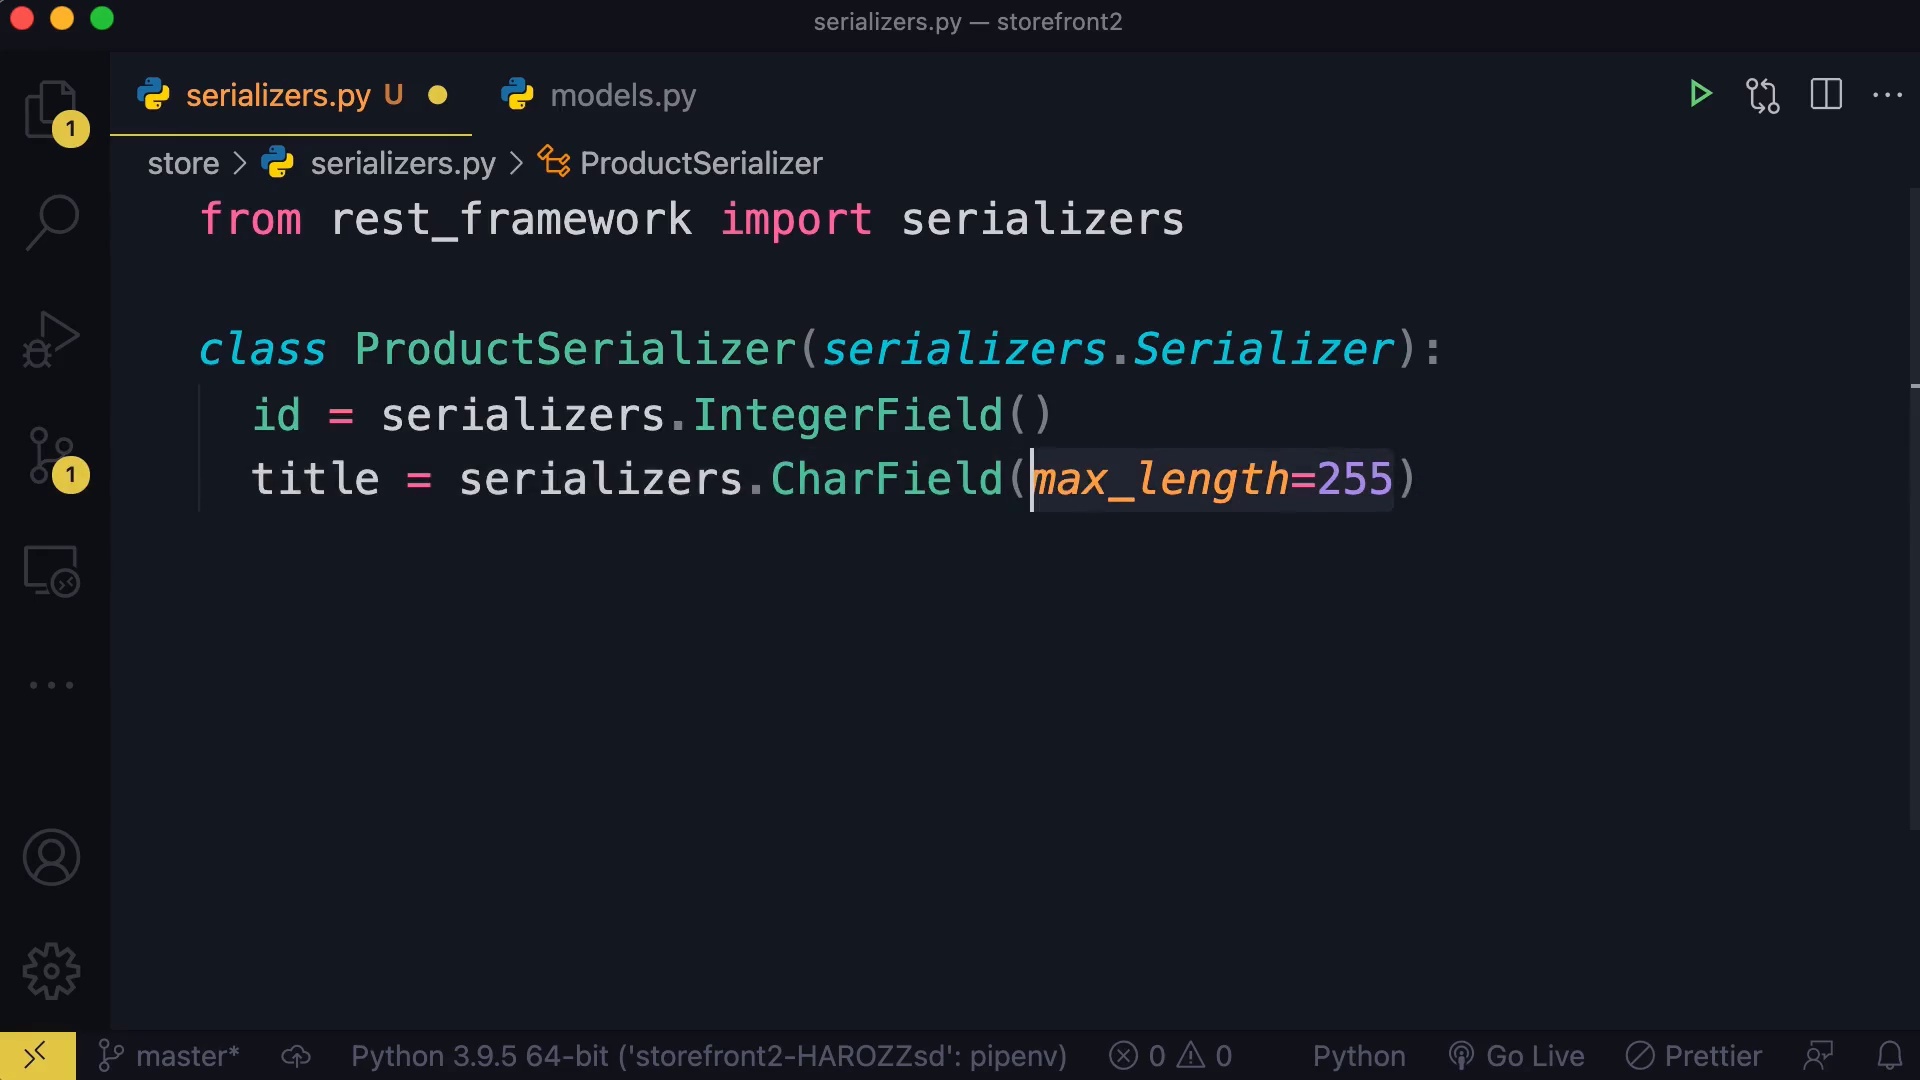 serializers.py — storefront2
serializers.py U models.py
store > serializers.py > ProductSerializer
from rest_framework import serializers
class ProductSerializer(serializers.Serializer):
id = serializers.IntegerField()
title = serializers.CharField(max_length=255)
1
1
master* Python 3.9.5 64-bit ('storefront2-HAROZZsd': pipenv) 0 0 Python Go Live Prettier